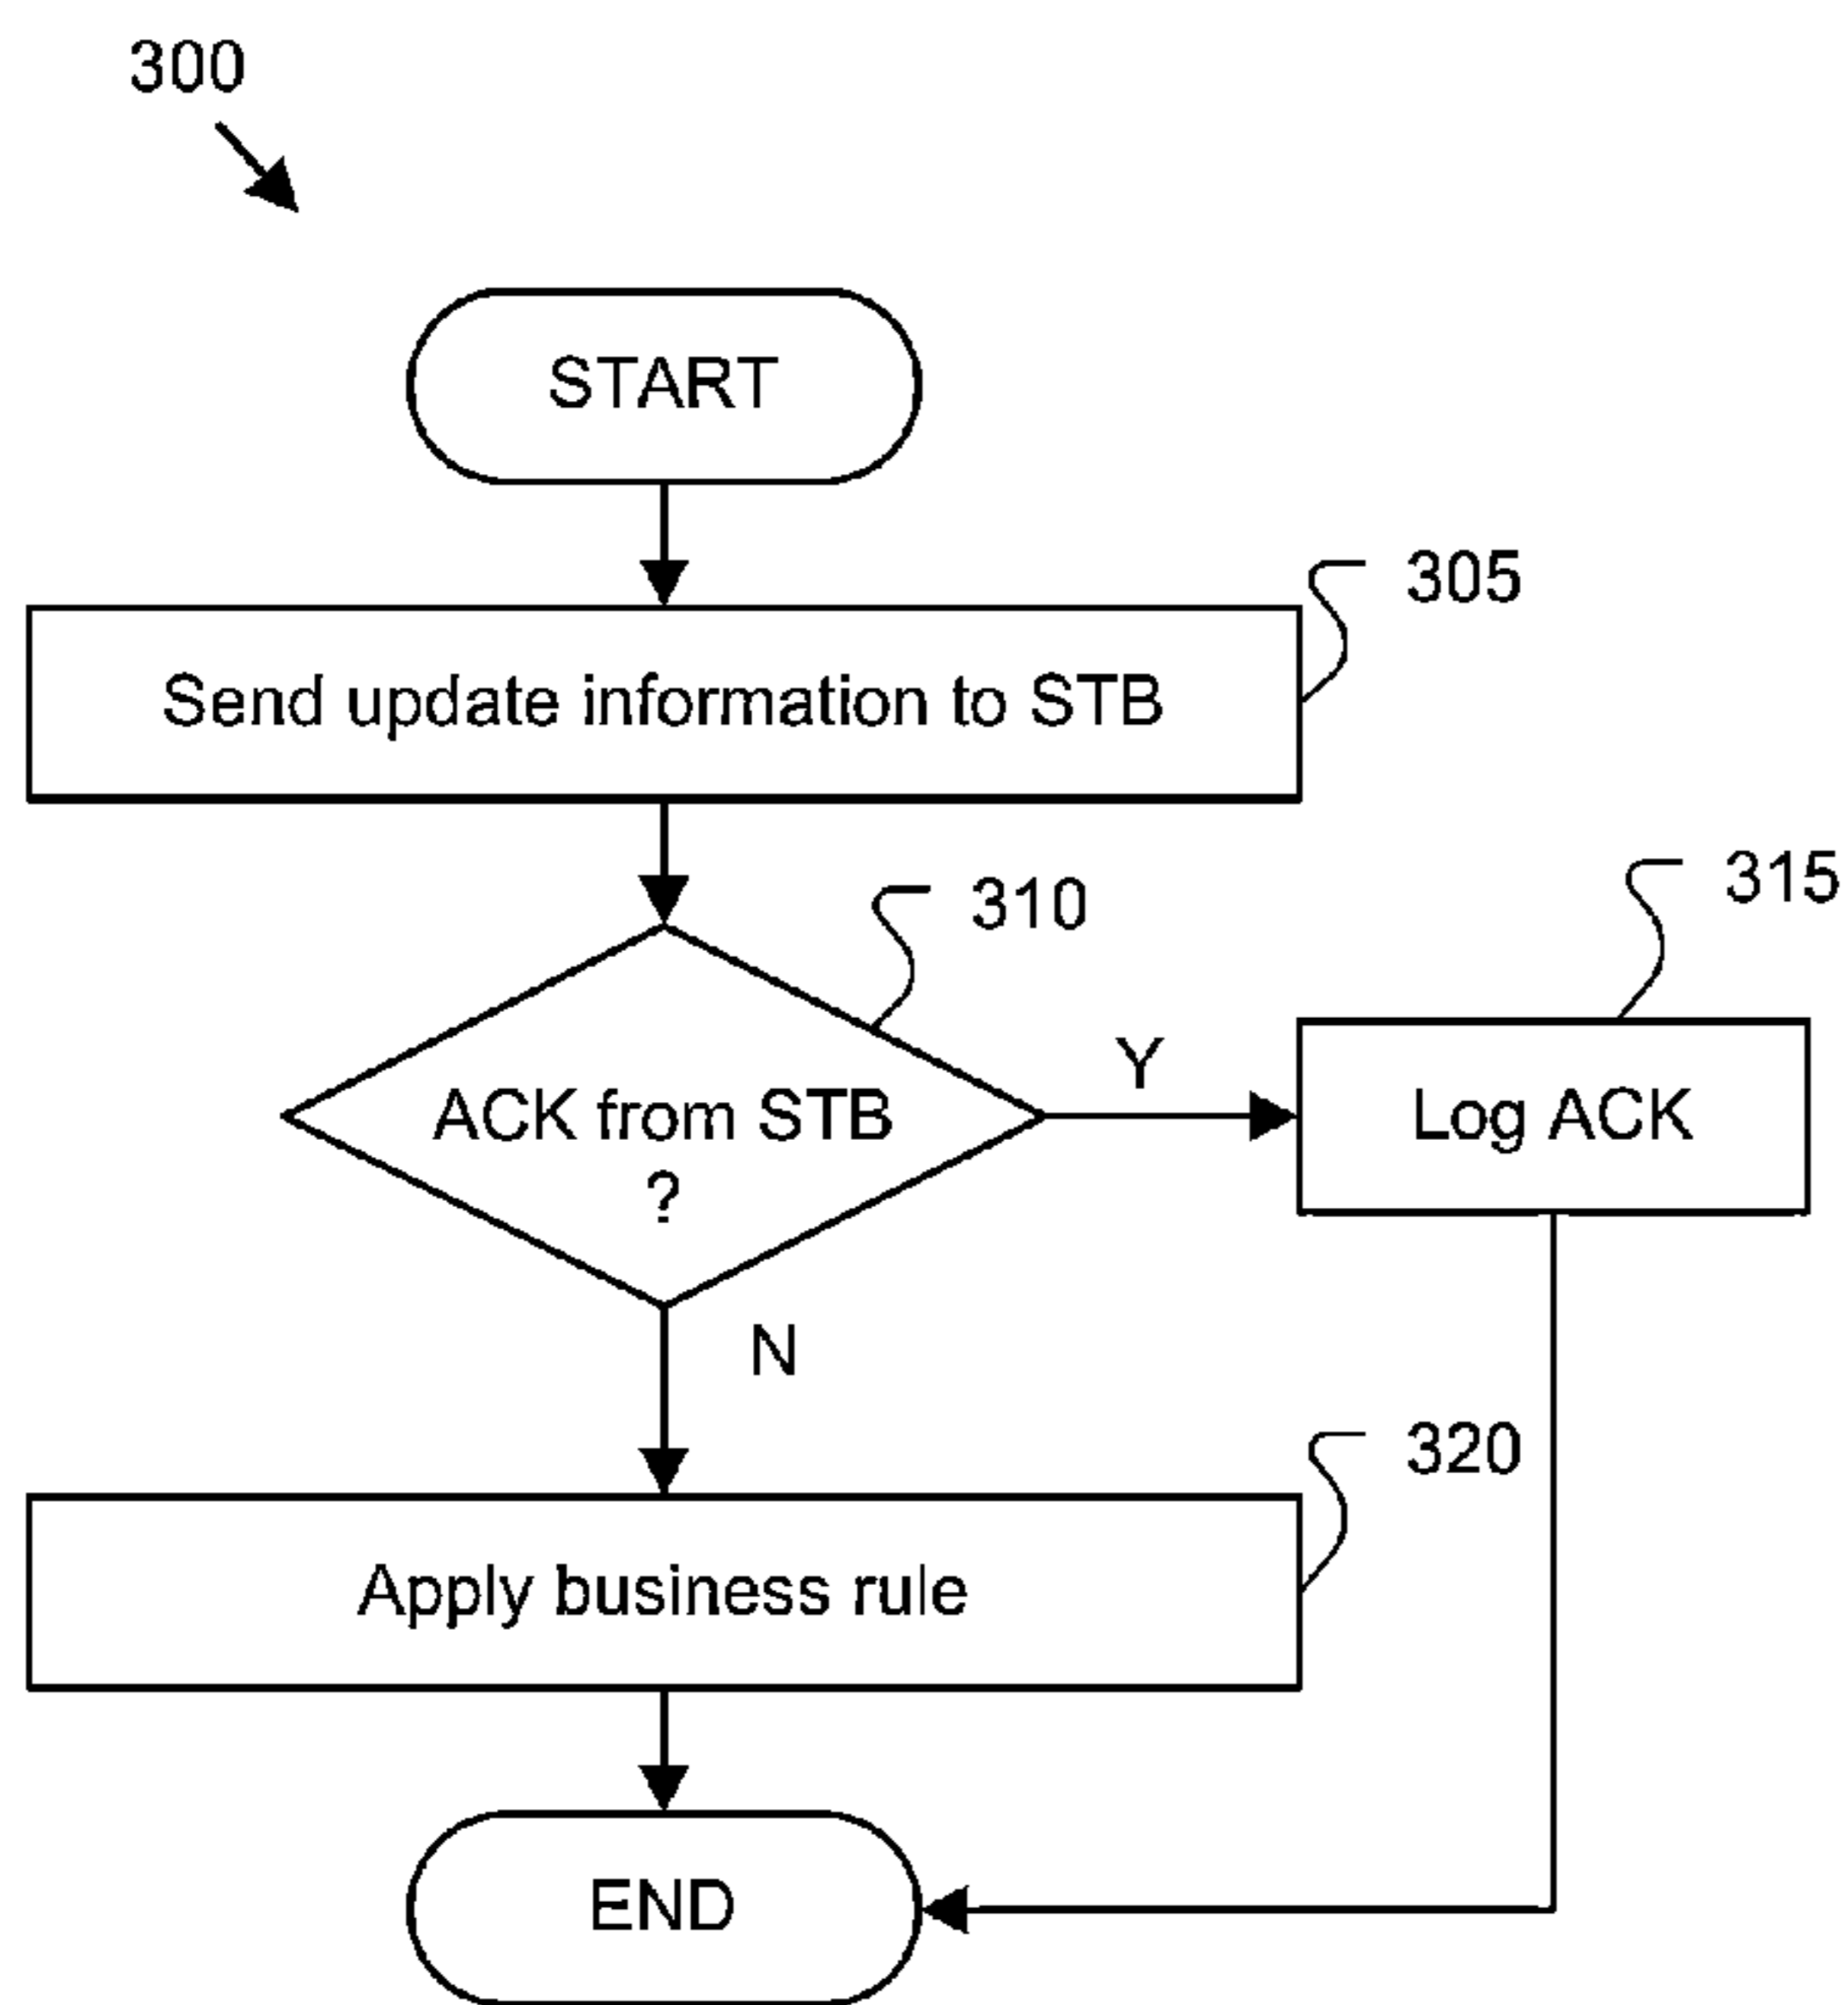 300
START
305
Send update information to STB
310
315
ACK from STB
?
Y
Log ACK
N
320
Apply business rule
END